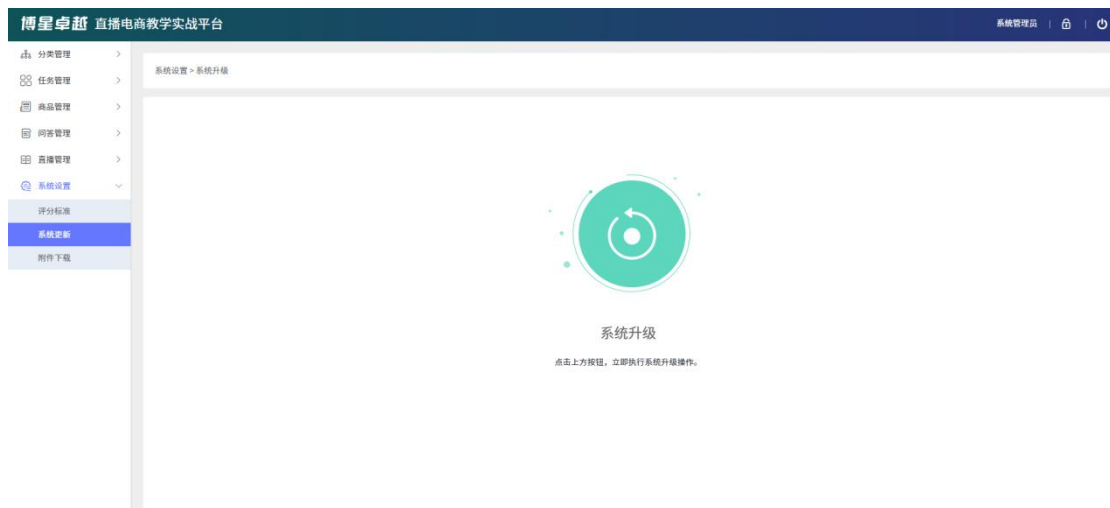 博星卓越 直播电商教学实战平台
系统管理员
分类管理
任务管理
商品管理
问答管理
直播管理
系统设置
评分标准
系统更新
附件下载
系统设置 > 系统升级
系统升级
点击上方按钮，立即执行系统升级操作。